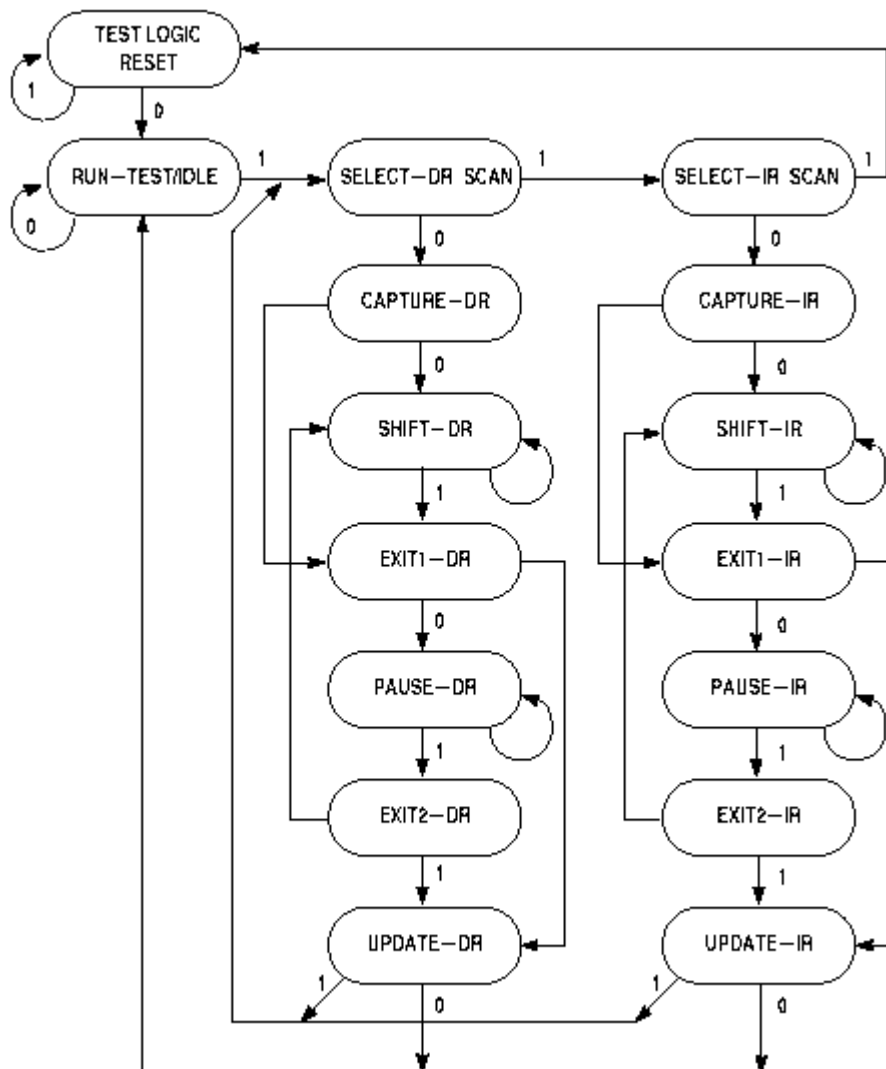 TEST LOGIC
RESET
1
0
RUN-TEST/IDLE
1
SELECT-DR SCAN
1
SELECT-IR SCAN
1
0
0
0
CAPTURE-DR
CAPTURE-IR
0
0
SHIFT-DR
SHIFT-IR
1
1
EXIT1-DR
EXIT1-IR
0
0
PAUSE-DR
PAUSE-IR
1
1
EXIT2-DR
EXIT2-IR
1
1
UPDATE-DR
UPDATE-IR
1
0
1
0